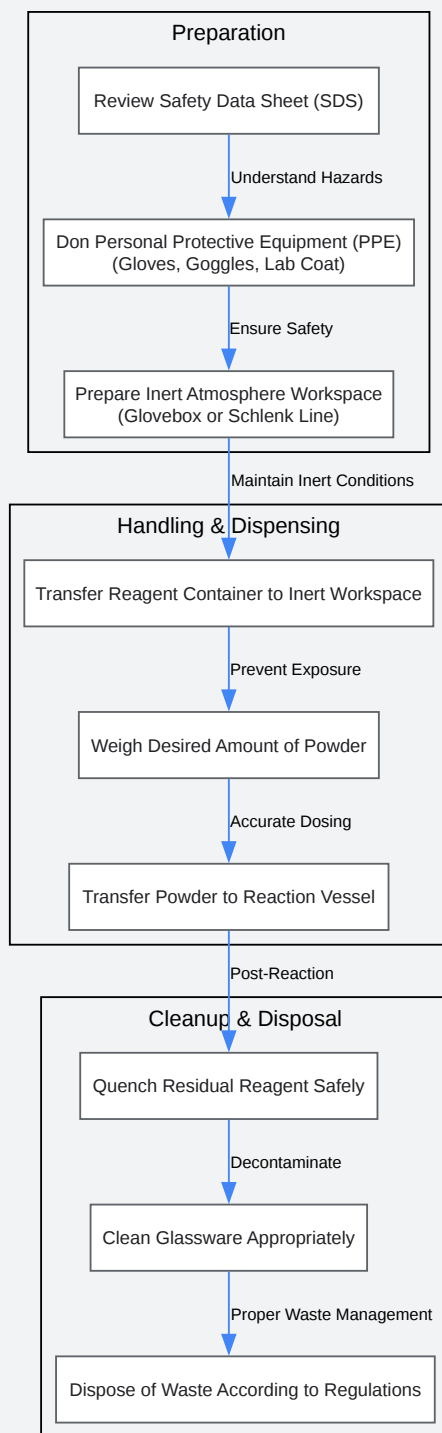 Preparation
Review Safety Data Sheet (SDS)
Understand Hazards
Don Personal Protective Equipment (PPE)
(Gloves, Goggles, Lab Coat)
Ensure Safety
Prepare Inert Atmosphere Workspace
(Glovebox or Schlenk Line)
Maintain Inert Conditions
Handling & Dispensing
Transfer Reagent Container to Inert Workspace
Prevent Exposure
Weigh Desired Amount of Powder
Accurate Dosing
Transfer Powder to Reaction Vessel
Post-Reaction
Cleanup & Disposal
Quench Residual Reagent Safely
Decontaminate
Clean Glassware Appropriately
Proper Waste Management
Dispose of Waste According to Regulations